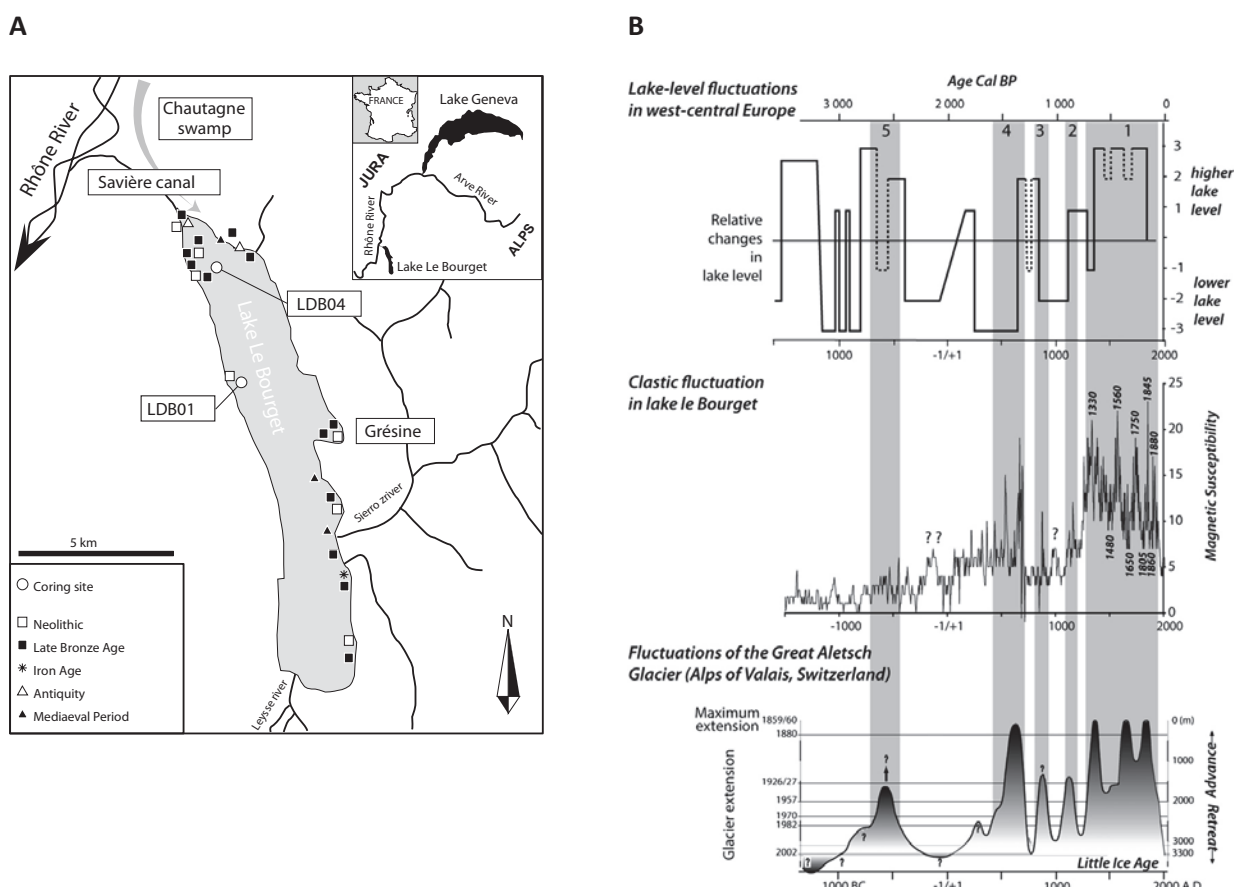 A
Rhône River
Chautagne
swamp
Savière canal
FRANCE
Lake Geneva
JURA
Arve River
Rhône River
ALPS
Lake Le Bourget
LDB04
Lake Le Bourget
LDB01
Grésine
Sierro zriver
5 km
Coring site
Neolithic
Late Bronze Age
Iron Age
Antiquity
Mediaeval Period
Leysse river
N
B
Lake-level fluctuations
in west-central Europe
Age Cal BP
3 000
2 000
1 000
0
5
4
3
2
1
Relative
changes
in
lake level
3
2
1
-1
-2
-3
higher
lake
level
lower
lake
level
1000
-1/+1
1000
2000
Clastic fluctuation
in lake le Bourget
25
20
15
10
5
0
Magnetic Susceptibility
? ?
?
1330
1560
1750
1845
1880
1480
1650
1805
1860
-1000
-1/+1
1000
2000
Fluctuations of the Great Aletsch
Glacier (Alps of Valais, Switzerland)
Maximum
extension
1859/60
1880
1926/27
1957
1970
1982
2002
Glacier extension
0 (m)
1000
2000
3000
3300
Advance
Retreat
?
?
?
?
?
?
?
Little Ice Age
1000 BC
-1/+1
1000
2000 A.D.